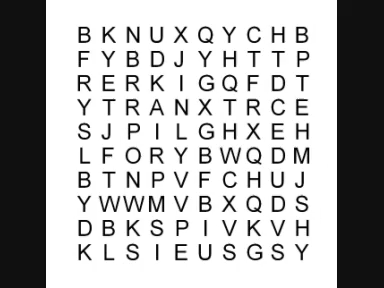 B K N U X Q Y C H B
F Y B D J Y H T T P
R E R K I G Q F D T
Y T R A N X T R C E
S J P I L G H X E H
L F O R Y B W Q D M
B T N P V F C H U J
Y W W M V B X Q D S
D B K S P I V K V H
K L S I E U S G S Y